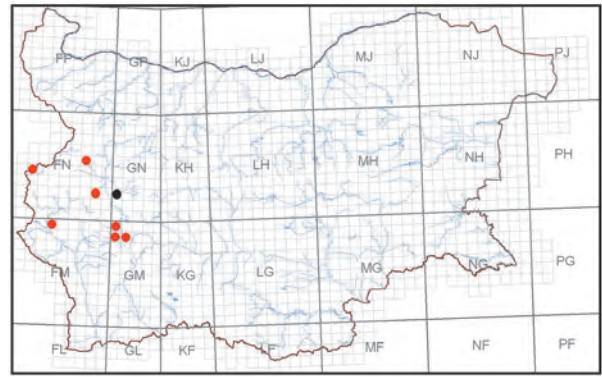 FP GP KJ LJ MJ NJ PJ
FN GN KH LH MH NH PH
FM GM KG LG MG NG PG
FL GL KF LF MF NF PF